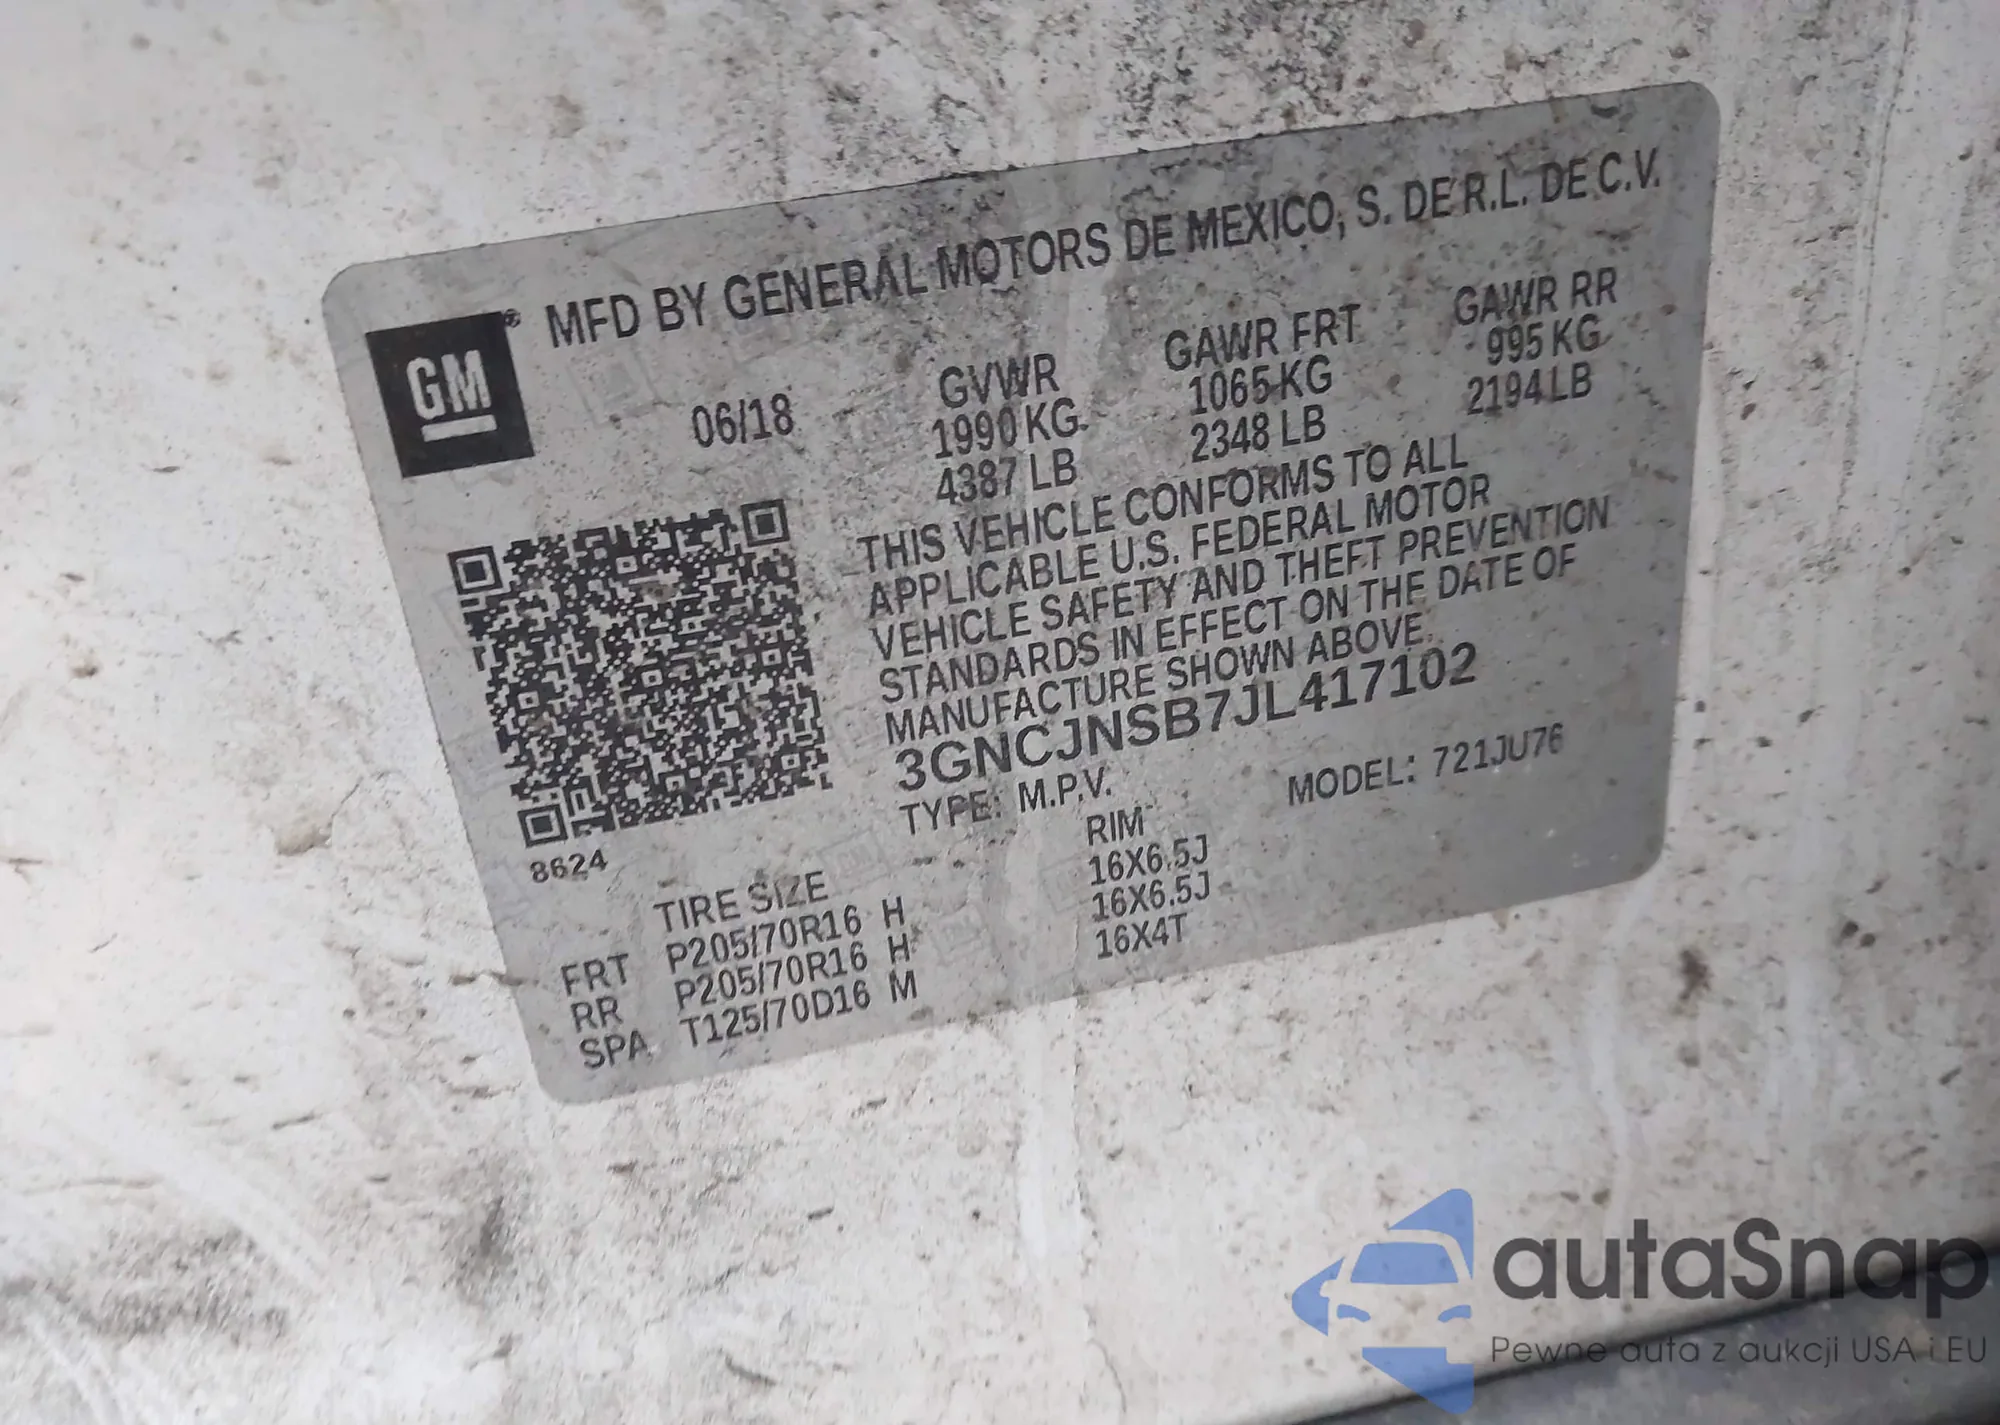 MFD BY GENERAL MOTORS DE MEXICO, S. DE R.L. DE C.V.
GM ®
06/18
GVWR GAWR FRT GAWR RR
1990 KG 1065 KG 995 KG
4387 LB 2348 LB 2194 LB
THIS VEHICLE CONFORMS TO ALL
APPLICABLE U.S. FEDERAL MOTOR
VEHICLE SAFETY AND THEFT PREVENTION
STANDARDS IN EFFECT ON THE DATE OF
MANUFACTURE SHOWN ABOVE.
3GNCJNSB7JL417102
TYPE: M.P.V. MODEL: 721JU76
8624
TIRE SIZE RIM
FRT P205/70R16 H 16X6.5J
RR P205/70R16 H 16X6.5J
SPA T125/70D16 M 16X4T
autaSnap
Pewne auta z aukcji USA i EU